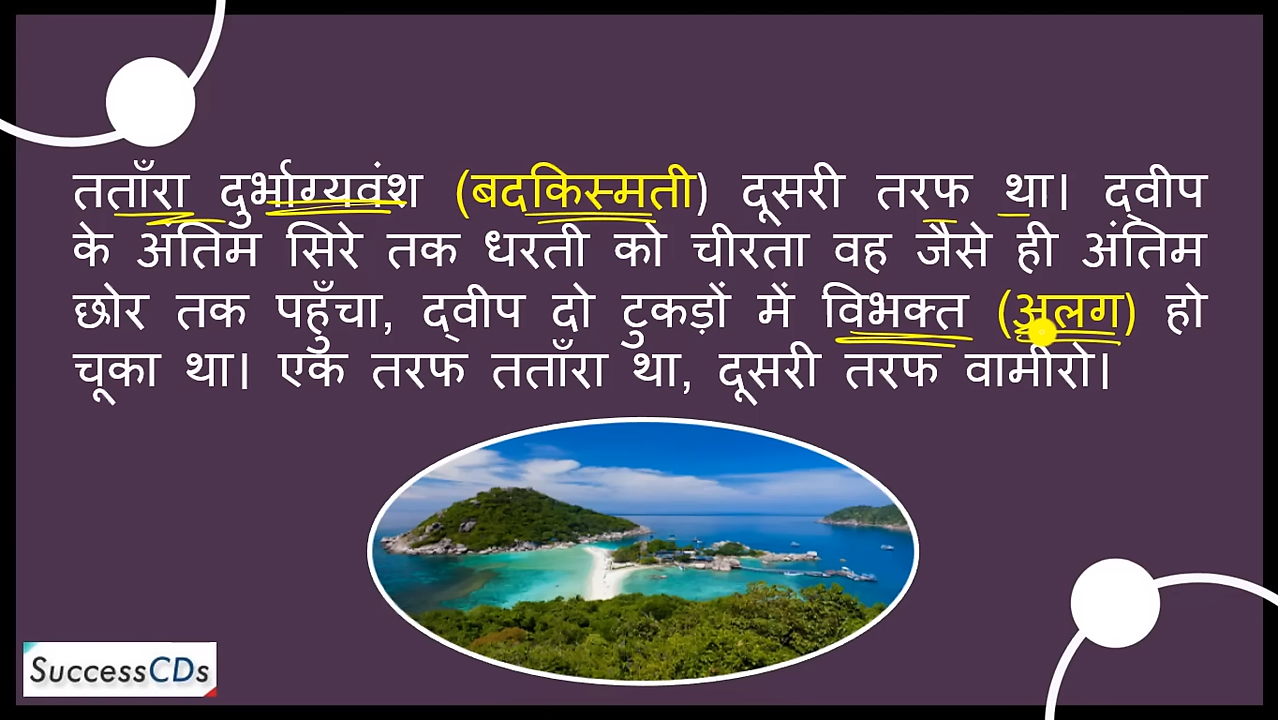 तताँरा दुर्भाग्यवंश (बदकिस्मती) दूसरी तरफ था। द्वीप
के अंतिम सिरे तक धरती को चीरता वह जैसे ही अंतिम
छोर तक पहुँचा, द्वीप दो टुकड़ों में विभक्त (अलग) हो
चूका था। एक तरफ तताँरा था, दूसरी तरफ वामीरो।
SuccessCDs